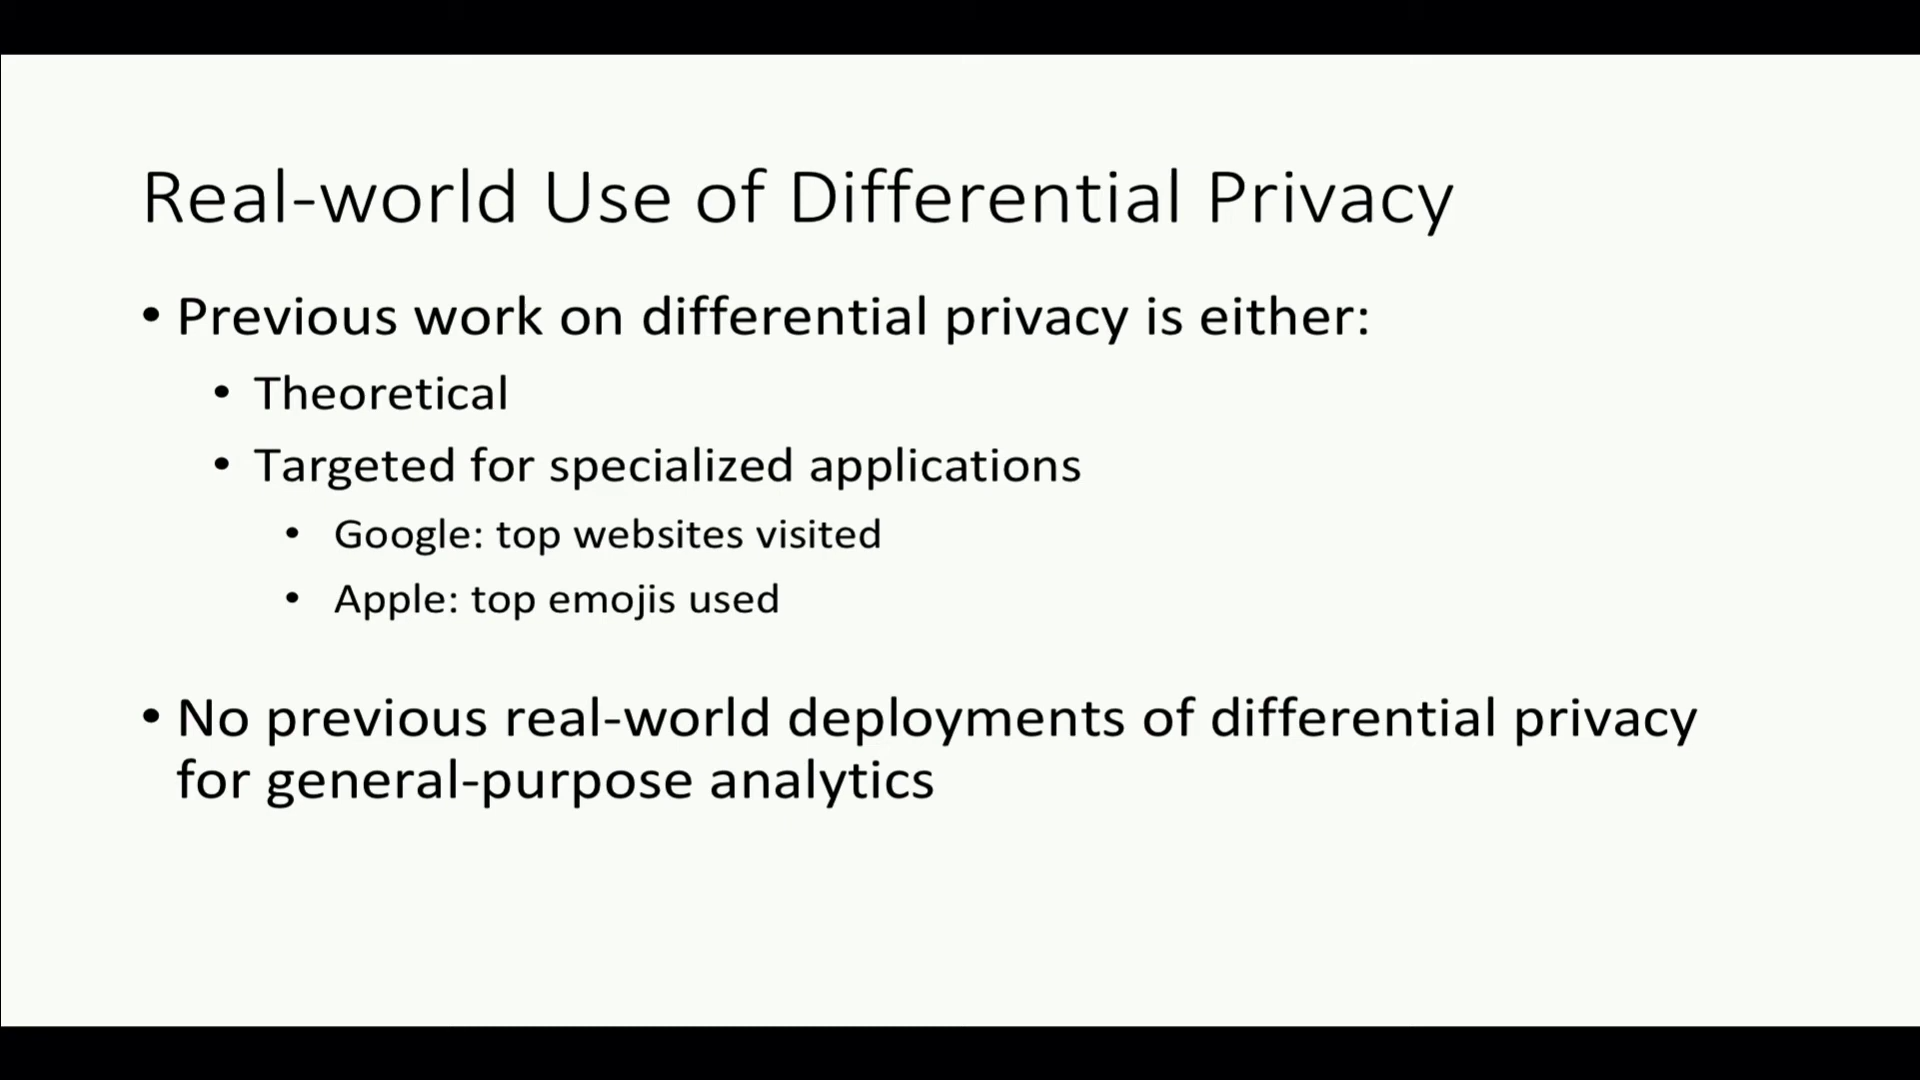 Real-world Use of Differential Privacy
• Previous work on differential privacy is either:
• Theoretical
• Targeted for specialized applications
• Google: top websites visited
• Apple: top emojis used
• No previous real-world deployments of differential privacy
for general-purpose analytics